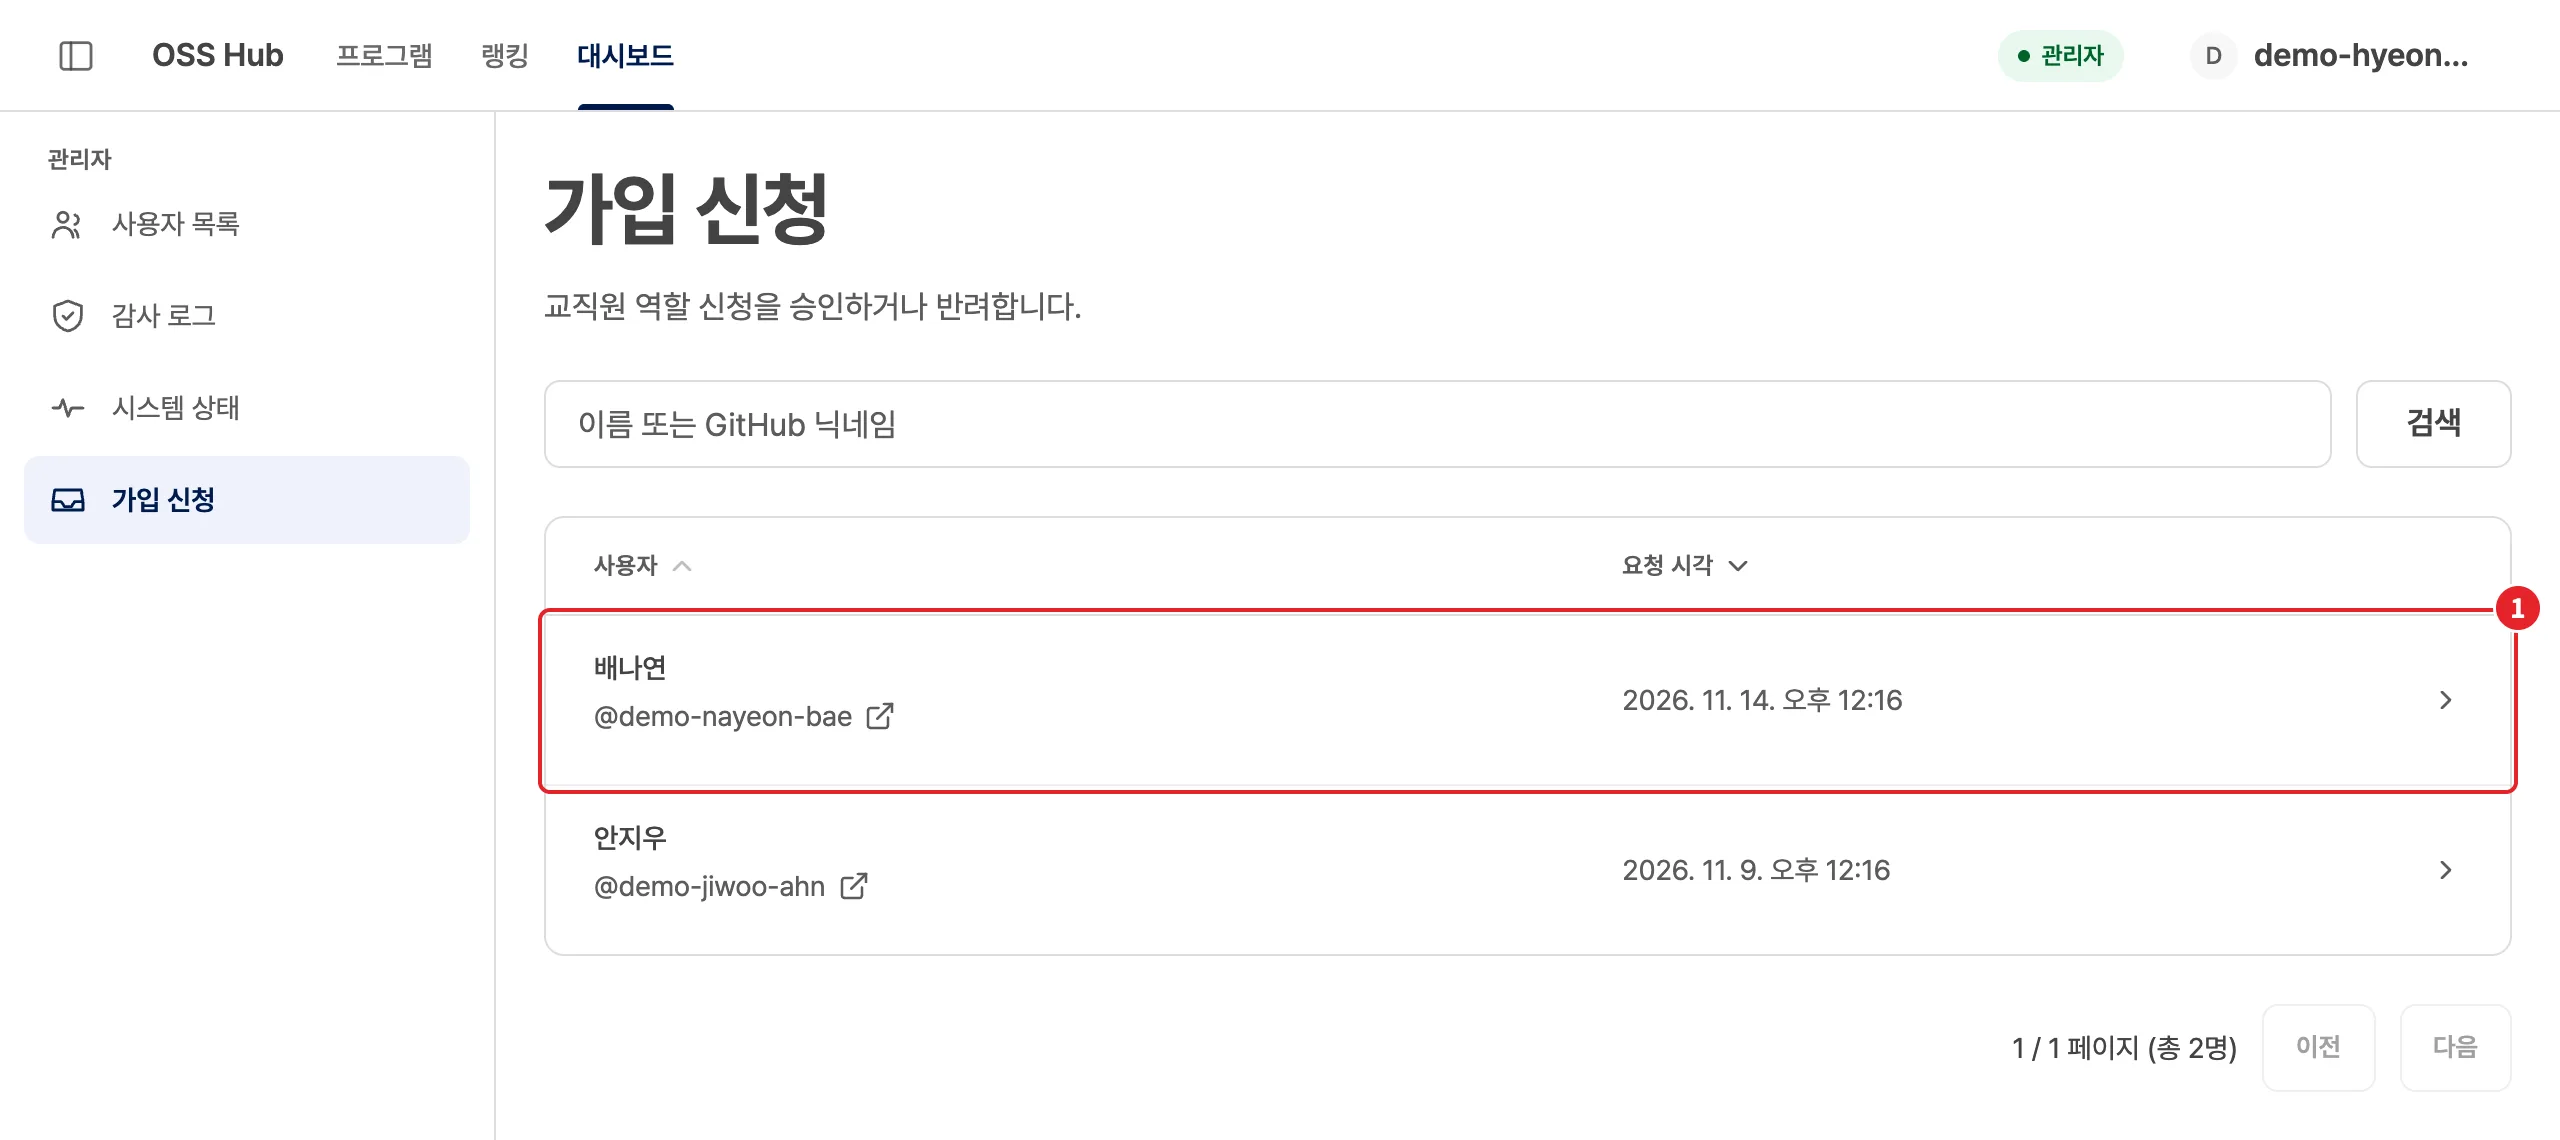 OSS Hub 프로그램 랭킹 대시보드 관리자 D demo-hyeon...
관리자
사용자 목록
감사 로그
시스템 상태
가입 신청
가입 신청
교직원 역할 신청을 승인하거나 반려합니다.
이름 또는 GitHub 닉네임 검색
사용자 요청 시각
1
배나연
@demo-nayeon-bae
2026. 11. 14. 오후 12:16
안지우
@demo-jiwoo-ahn
2026. 11. 9. 오후 12:16
1 / 1 페이지 (총 2명) 이전 다음